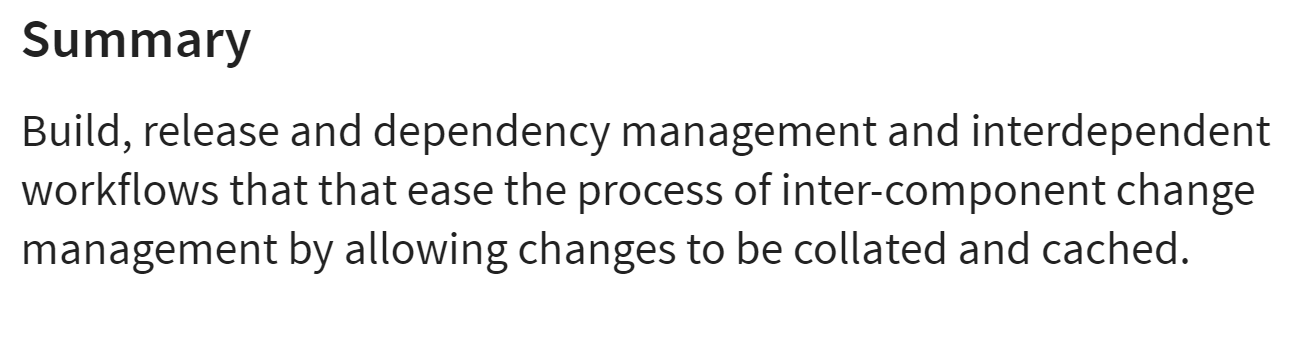 Summary
Build, release and dependency management and interdependent
workflows that that ease the process of inter-component change
management by allowing changes to be collated and cached.